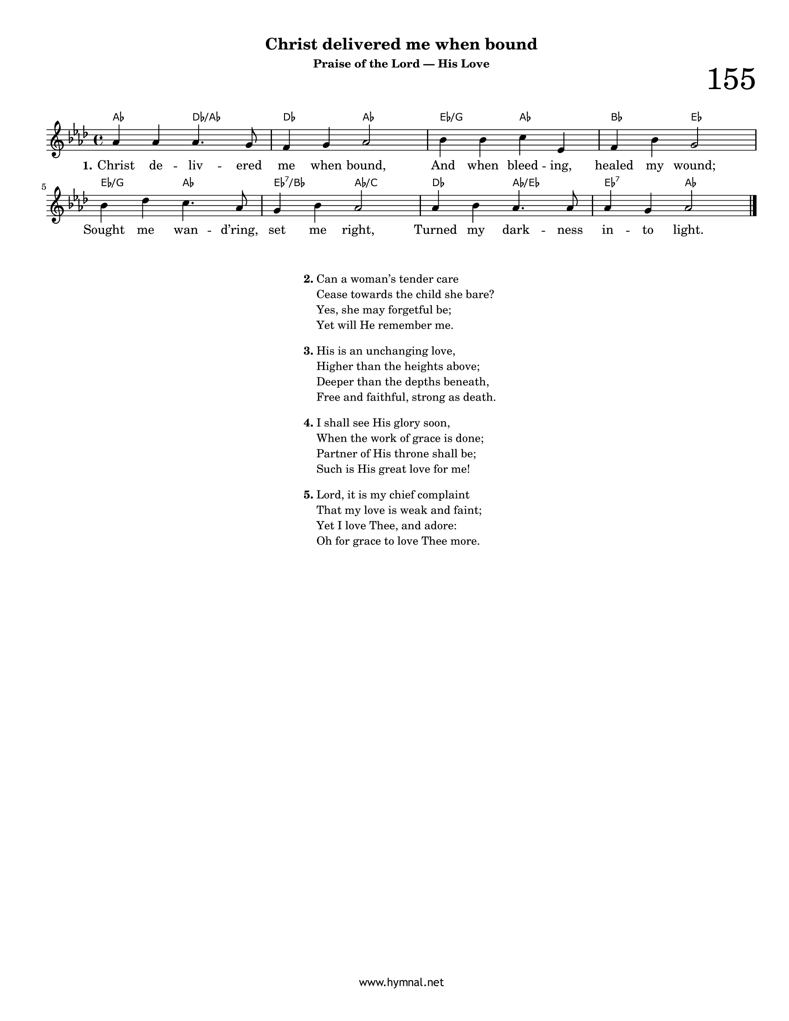 Christ delivered me when bound
Praise of the Lord — His Love
155
A♭ D♭/A♭ D♭ A♭ E♭/G A♭ B♭ E♭
1. Christ de - liv - ered me when bound, And when bleed - ing, healed my wound;
5
E♭/G A♭ E♭7/B♭ A♭/C D♭ A♭/E♭ E♭7 A♭
Sought me wan - d’ring, set me right, Turned my dark - ness in - to light.
2. Can a woman’s tender care
Cease towards the child she bare?
Yes, she may forgetful be;
Yet will He remember me.
3. His is an unchanging love,
Higher than the heights above;
Deeper than the depths beneath,
Free and faithful, strong as death.
4. I shall see His glory soon,
When the work of grace is done;
Partner of His throne shall be;
Such is His great love for me!
5. Lord, it is my chief complaint
That my love is weak and faint;
Yet I love Thee, and adore:
Oh for grace to love Thee more.
www.hymnal.net